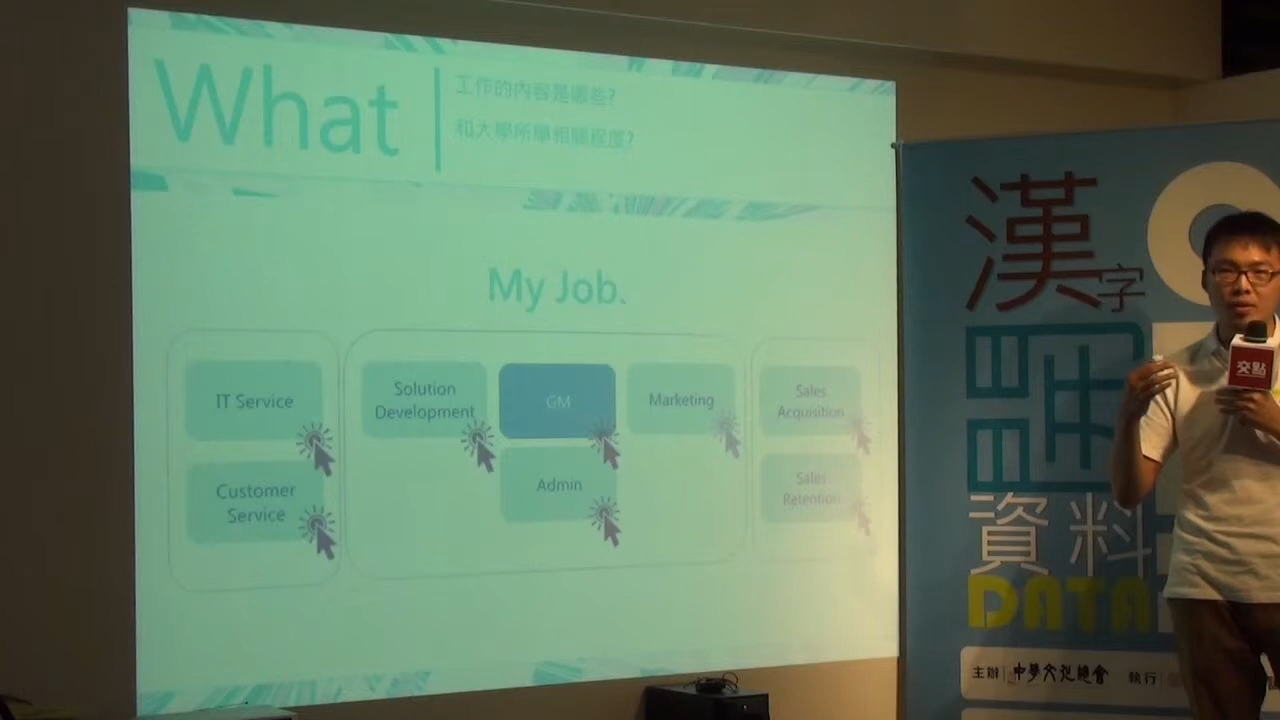 What
工作的內容是哪些?
和大學所學相關程度?
My Job.
IT Service
Customer
Service
Solution
Development
GM
Admin
Marketing
Sales
Acquisition
Sales
Retention
漢字
開
資料
DATA
交點
主辦 中華文化總會 執行